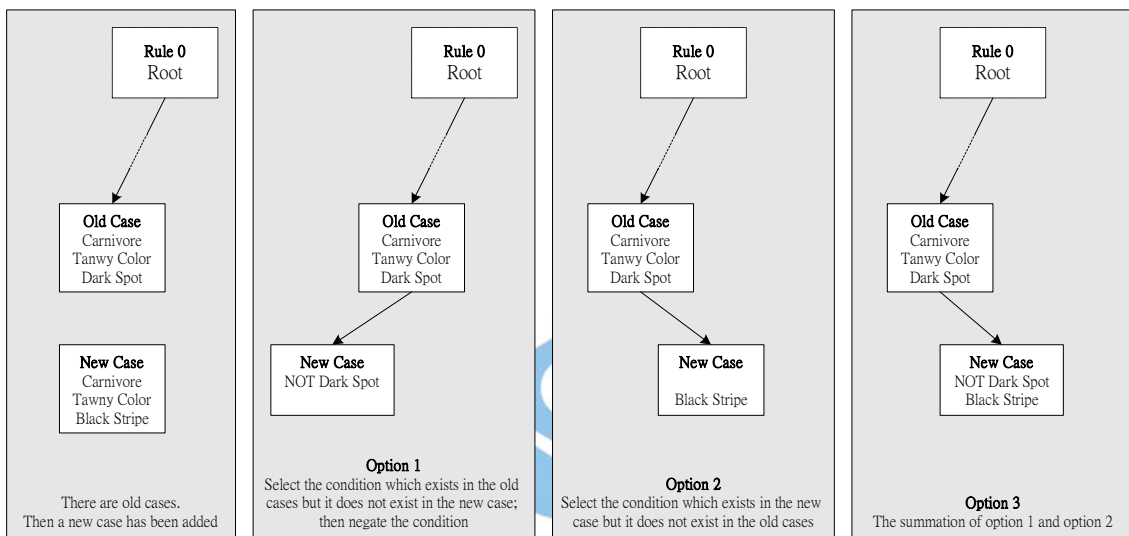 Rule 0
Root
Old Case
Carnivore
Tanwy Color
Dark Spot
New Case
Carnivore
Tawny Color
Black Stripe
There are old cases.
Then a new case has been added
Rule 0
Root
Old Case
Carnivore
Tanwy Color
Dark Spot
New Case
NOT Dark Spot
Option 1
Select the condition which exists in the old
cases but it does not exist in the new case;
then negate the condition
Rule 0
Root
Old Case
Carnivore
Tanwy Color
Dark Spot
New Case
Black Stripe
Option 2
Select the condition which exists in the new
case but it does not exist in the old cases
Rule 0
Root
Old Case
Carnivore
Tanwy Color
Dark Spot
New Case
NOT Dark Spot
Black Stripe
Option 3
The summation of option 1 and option 2